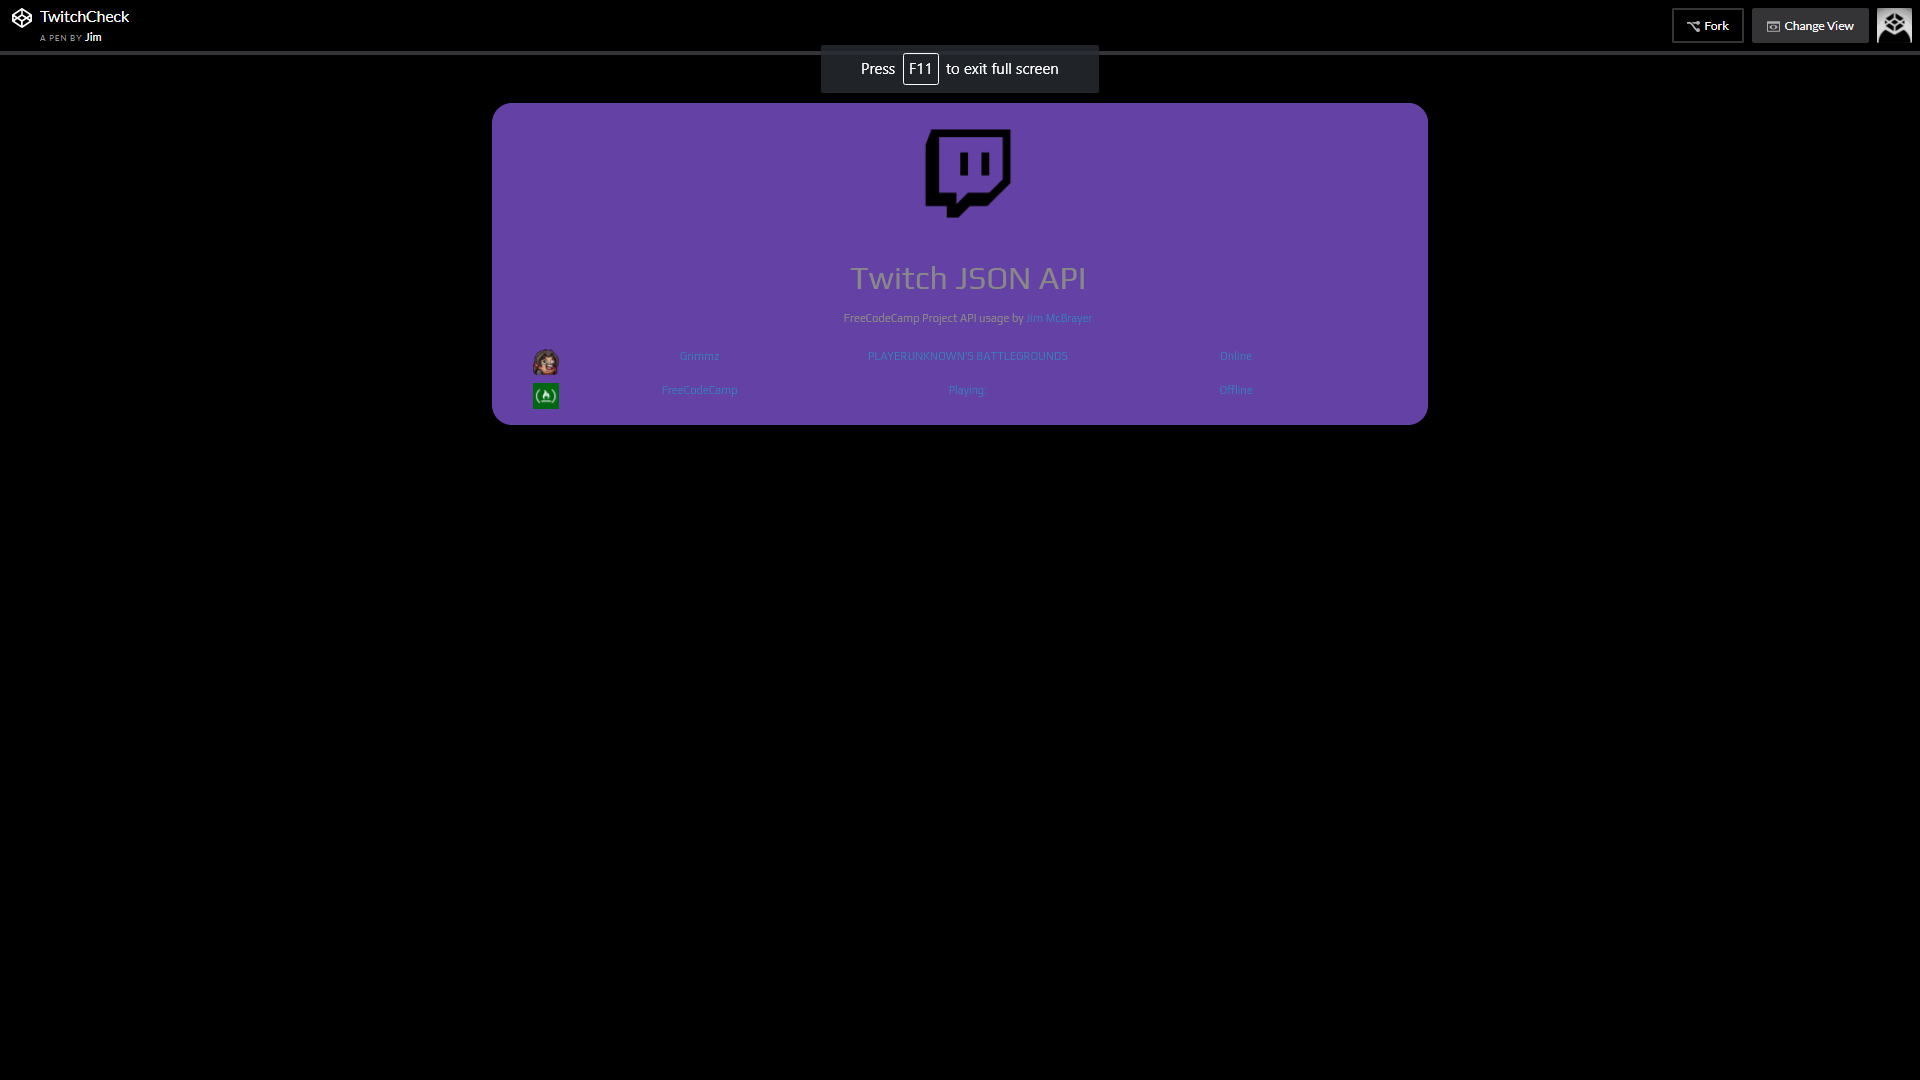 TwitchCheck
A PEN BY Jim
Fork
Change View
Press F11 to exit full screen
Twitch JSON API
FreeCodeCamp Project API usage by Jim McBrayer
Grimmz PLAYERUNKNOWN'S BATTLEGROUNDS Online
FreeCodeCamp Playing: Offline